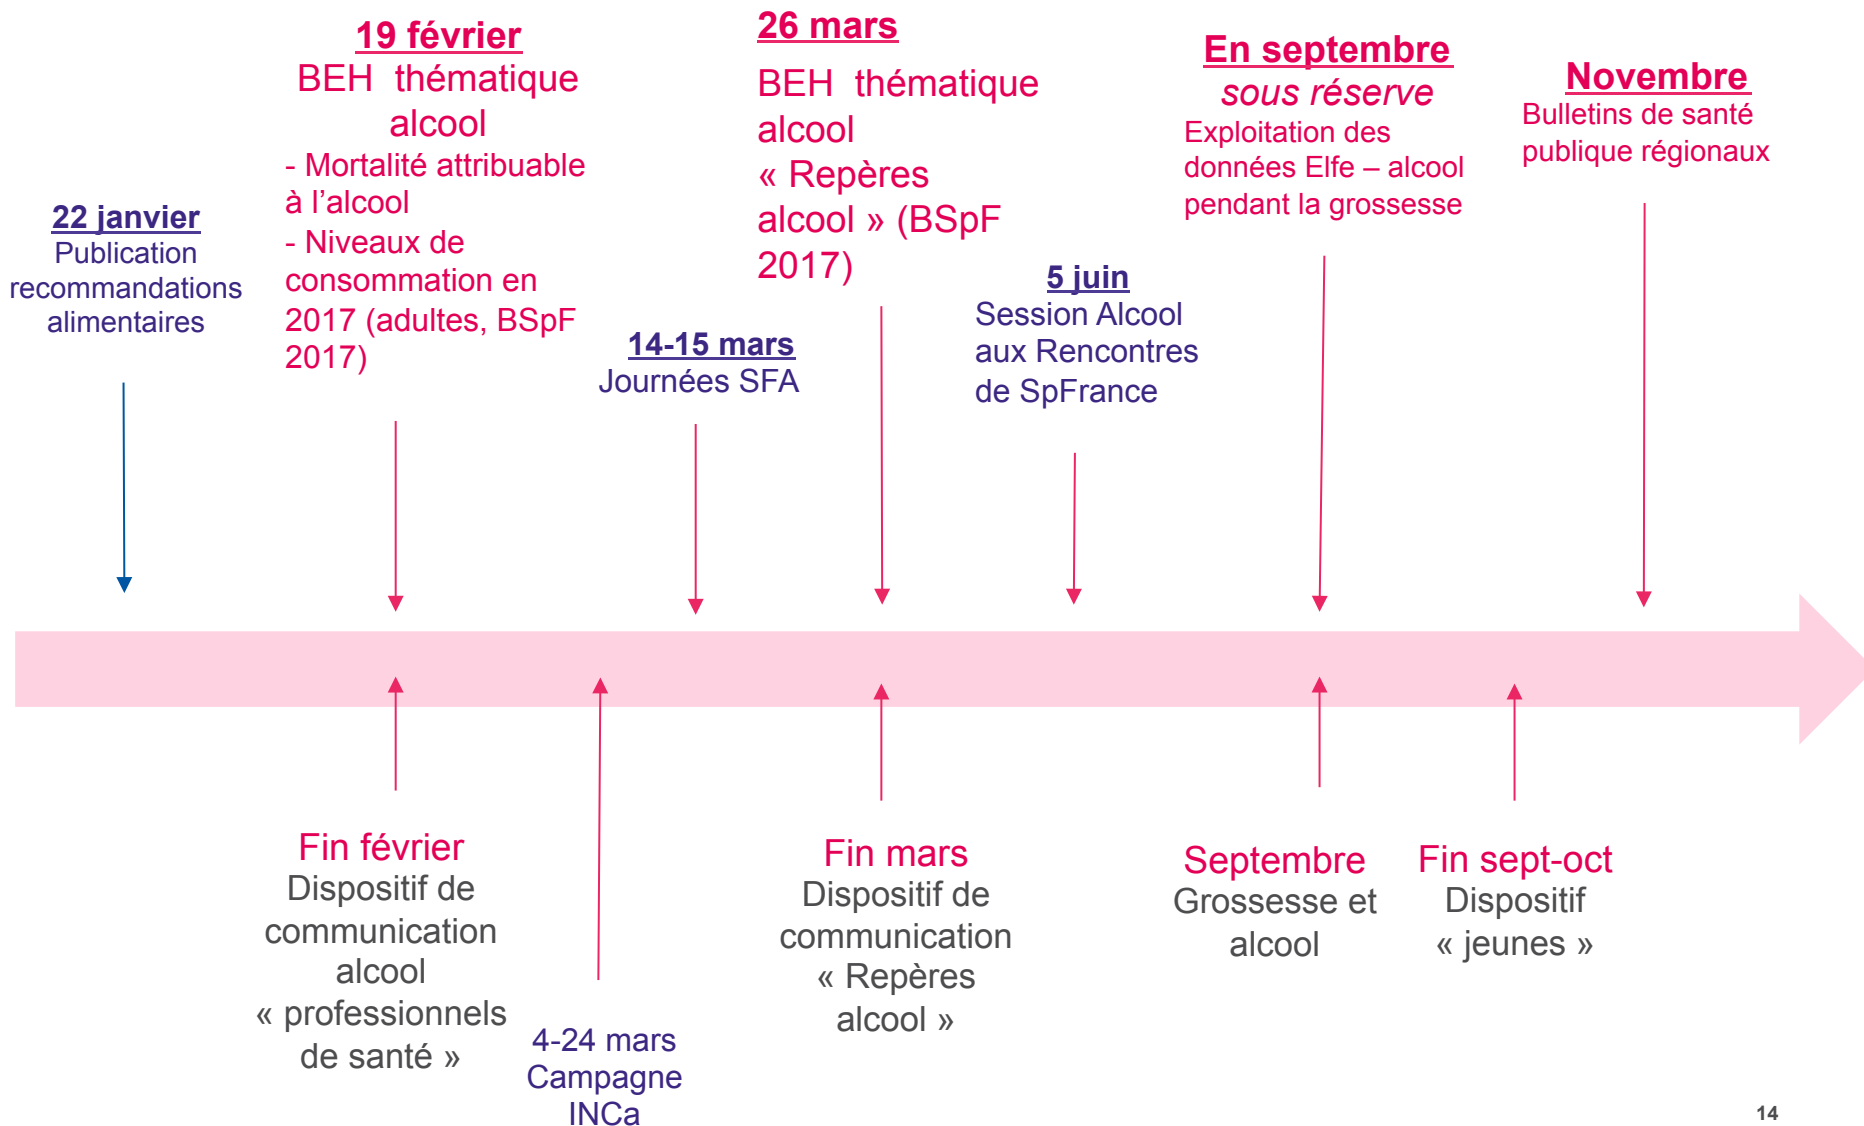 22 janvier
Publication
recommandations
alimentaires
19 février
BEH  thématique
alcool
- Mortalité attribuable
à l’alcool
- Niveaux de
consommation en
2017 (adultes, BSpF
2017)
14-15 mars
Journées SFA
26 mars
BEH  thématique
alcool
« Repères
alcool » (BSpF
2017)
5 juin
Session Alcool
aux Rencontres
de SpFrance
En septembre
sous réserve
Exploitation des
données Elfe – alcool
pendant la grossesse
Novembre
Bulletins de santé
publique régionaux
Fin février
Dispositif de
communication
alcool
« professionnels
de santé »
4-24 mars
Campagne
INCa
Fin mars
Dispositif de
communication
« Repères
alcool »
Septembre
Grossesse et
alcool
Fin sept-oct
Dispositif
« jeunes »
14